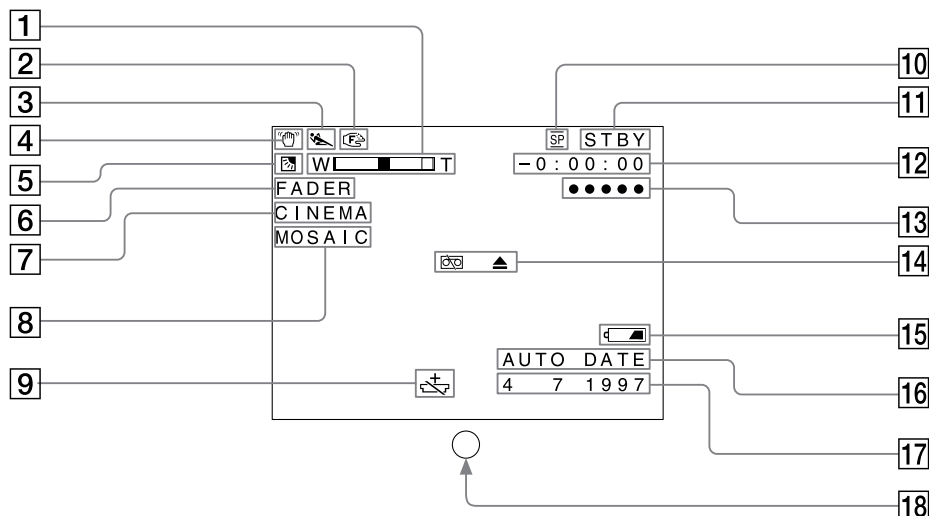 1
2
3
4
5
6
7
8
9
10
11
12
13
14
15
16
17
18
F SP STBY
W T -0:00:00
FADER
CINEMA
MOSAIC
AUTO DATE
4 7 1997